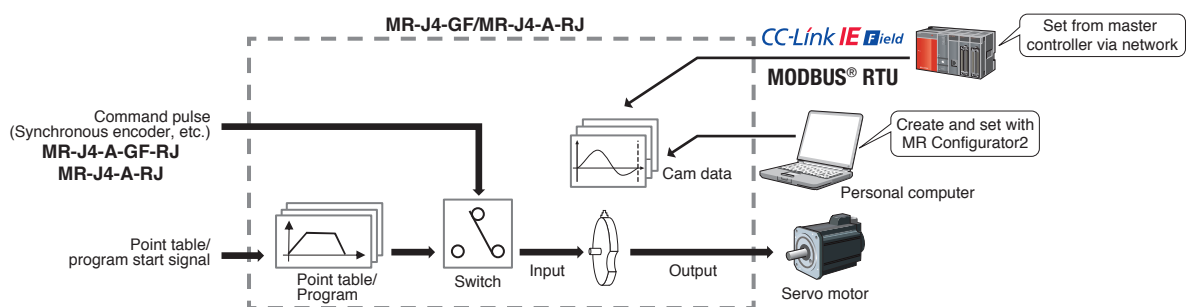 MR-J4-GF/MR-J4-A-RJ
CC-Link IE Field
MODBUS® RTU
Set from master
controller via network
Command pulse
(Synchronous encoder, etc.)
MR-J4-A-GF-RJ
MR-J4-A-RJ
Create and set with
MR Configurator2
Cam data
Personal computer
Point table/
program start signal
Point table/
Program
Switch
Input
Output
Servo motor